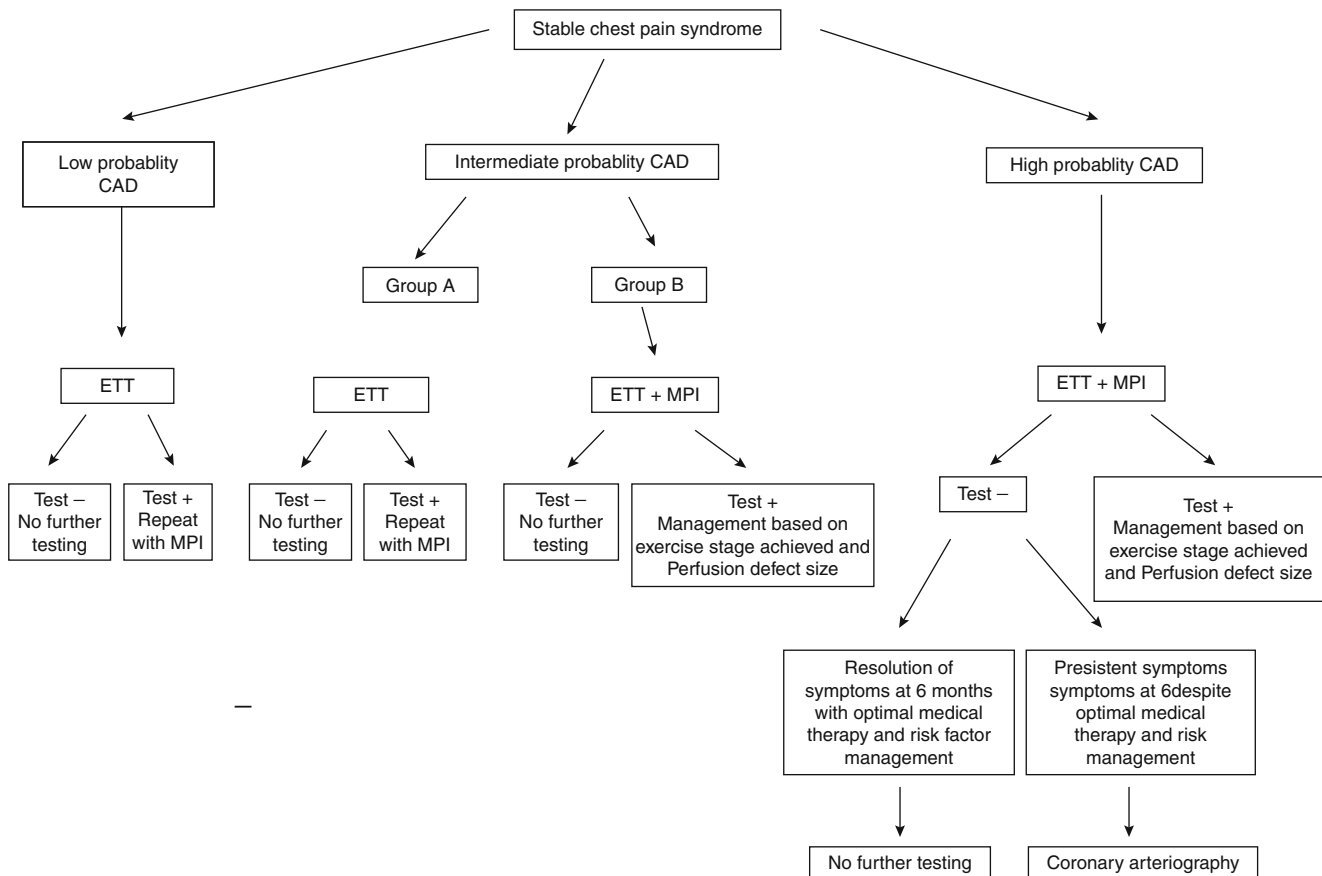 Stable chest pain syndrome
Low probablity
CAD
Intermediate probablity CAD
High probablity CAD
Group A
Group B
ETT
ETT
ETT + MPI
ETT + MPI
Test –
No further
testing
Test +
Repeat
with MPI
Test –
No further
testing
Test +
Repeat
with MPI
Test –
No further
testing
Test +
Management based on
exercise stage achieved and
Perfusion defect size
Test –
Test +
Management based on
exercise stage achieved
and Perfusion defect size
Resolution of
symptoms at 6 months
with optimal medical
therapy and risk factor
management
Presistent symptoms
symptoms at 6despite
optimal medical
therapy and risk
management
–
No further testing
Coronary arteriography